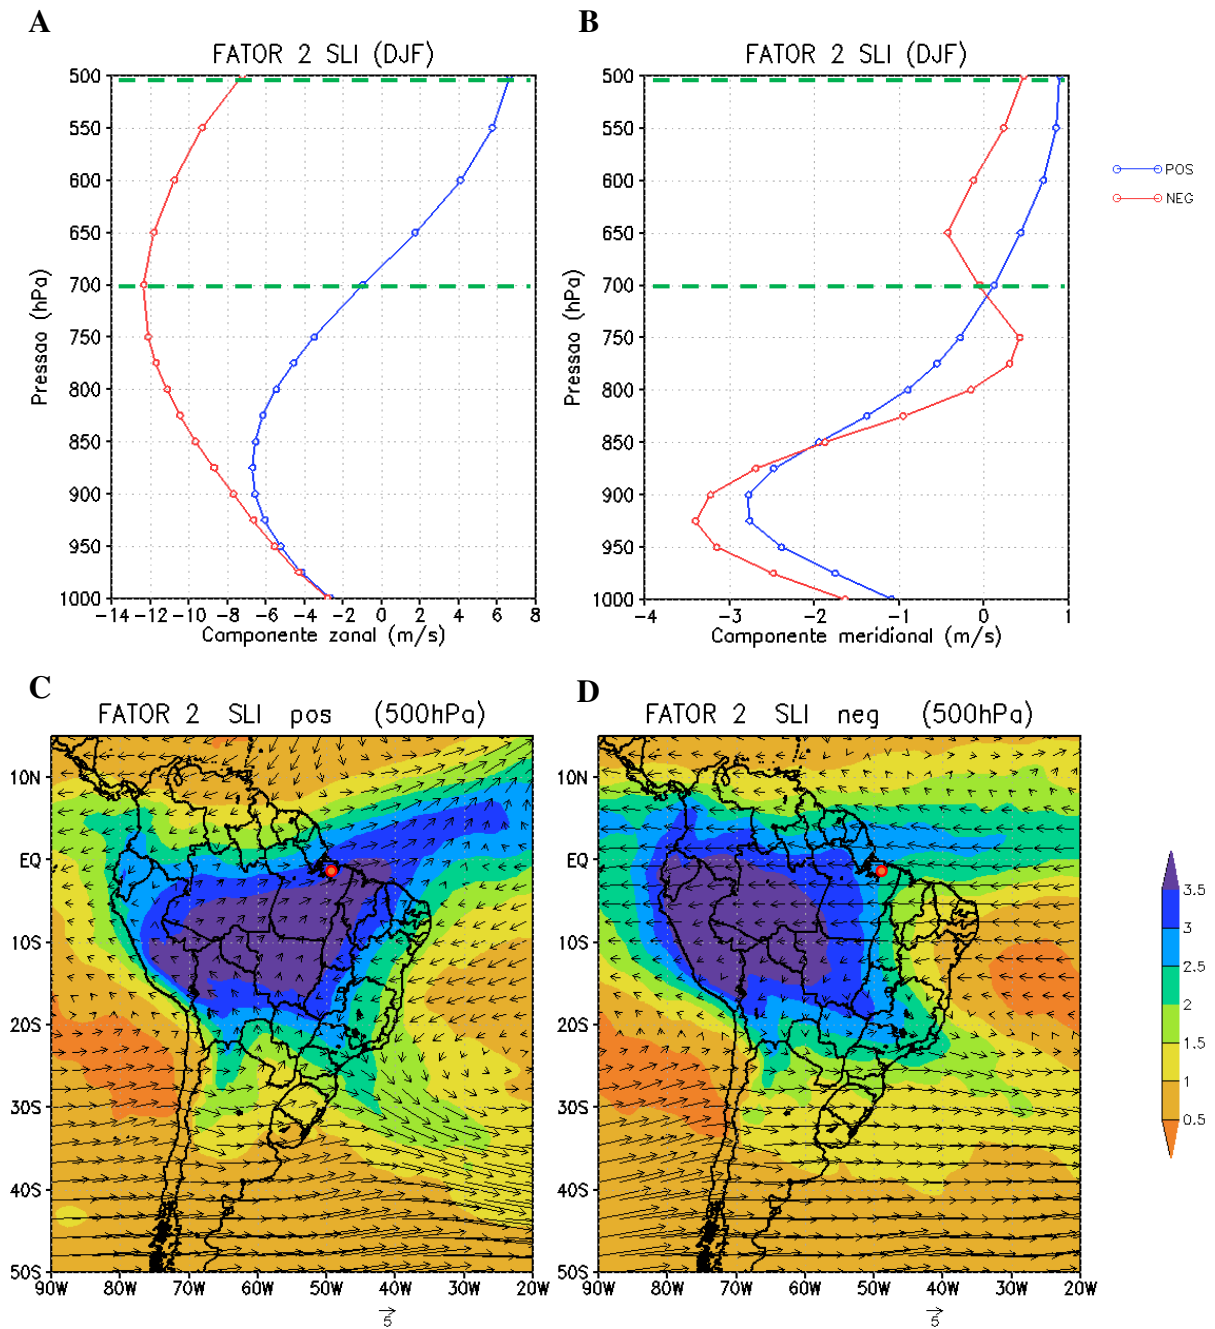 A
B
FATOR 2 SLI (DJF)
FATOR 2 SLI (DJF)
500
550
600
650
700
750
800
850
900
950
1000
Pressao (hPa)
-14 -12 -10 -8 -6 -4 -2 0 2 4 6 8
Componente zonal (m/s)
500
550
600
650
700
750
800
850
900
950
1000
Pressao (hPa)
-4 -3 -2 -1 0 1
Componente meridional (m/s)
POS
NEG
C
D
FATOR 2 SLI pos (500hPa)
FATOR 2 SLI neg (500hPa)
10N
EQ
10S
20S
30S
40S
50S
90W 80W 70W 60W 50W 40W 30W 20W
5
10N
EQ
10S
20S
30S
40S
50S
90W 80W 70W 60W 50W 40W 30W 20W
5
3.5
3
2.5
2
1.5
1
0.5